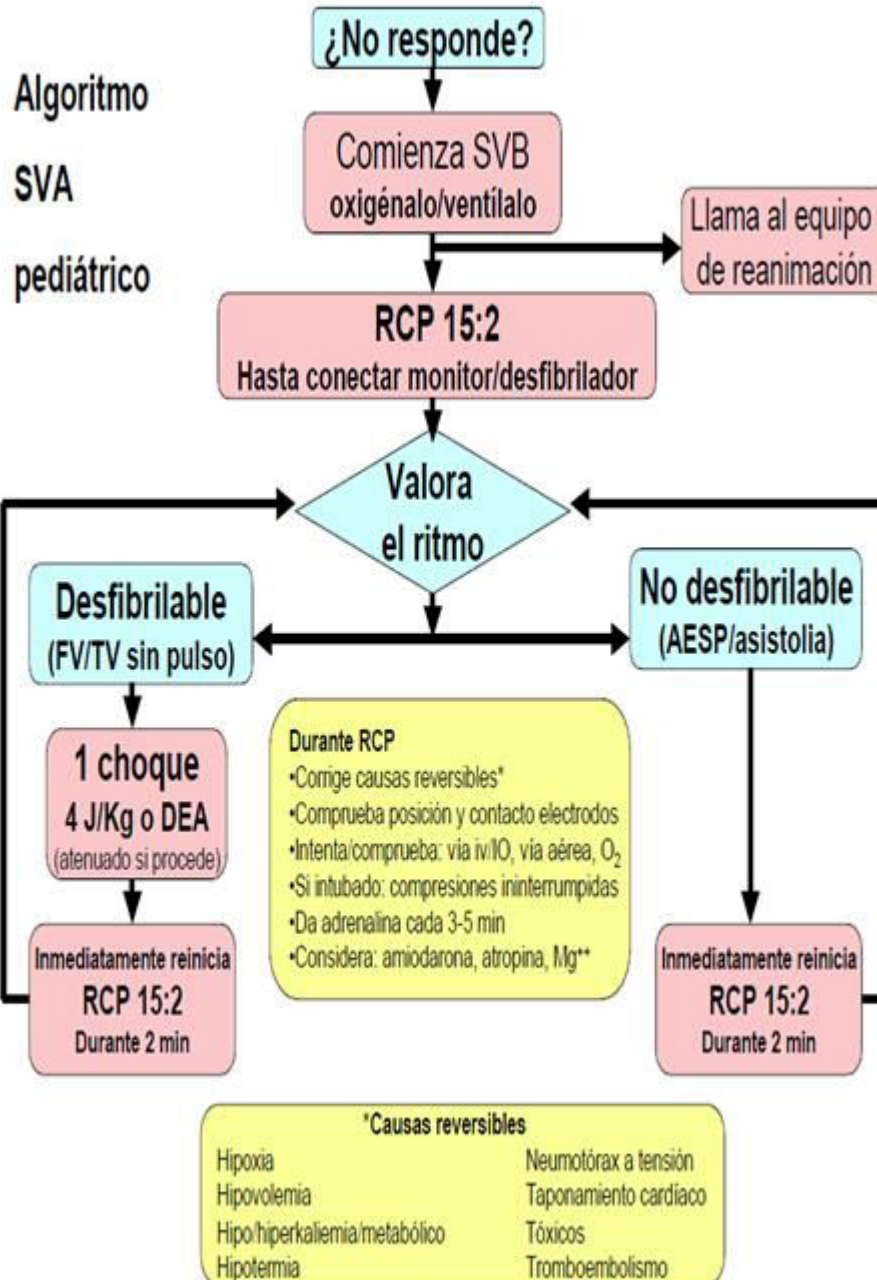 ¿No responde?
Algoritmo
SVA
pediátrico
Comienza SVB
oxigénalo/ventílalo
Llama al equipo
de reanimación
RCP 15:2
Hasta conectar monitor/desfibrilador
Valora
el ritmo
Desfibrilable
(FV/TV sin pulso)
No desfibrilable
(AESP/asistolia)
1 choque
4 J/Kg o DEA
(atenuado si procede)
Durante RCP
•Corrige causas reversibles*
•Comprueba posición y contacto electrodos
•Intenta/comprueba: vía iv/IO, vía aérea, O₂
•Si intubado: compresiones ininterrumpidas
•Da adrenalina cada 3-5 min
•Considera: amiodarona, atropina, Mg⁺⁺
Inmediatamente reinicia
RCP 15:2
Durante 2 min
Inmediatamente reinicia
RCP 15:2
Durante 2 min
*Causas reversibles
Hipoxia
Hipovolemia
Hipo/hiperkaliemia/metabólico
Hipotermia
Neumotórax a tensión
Taponamiento cardíaco
Tóxicos
Tromboembolismo